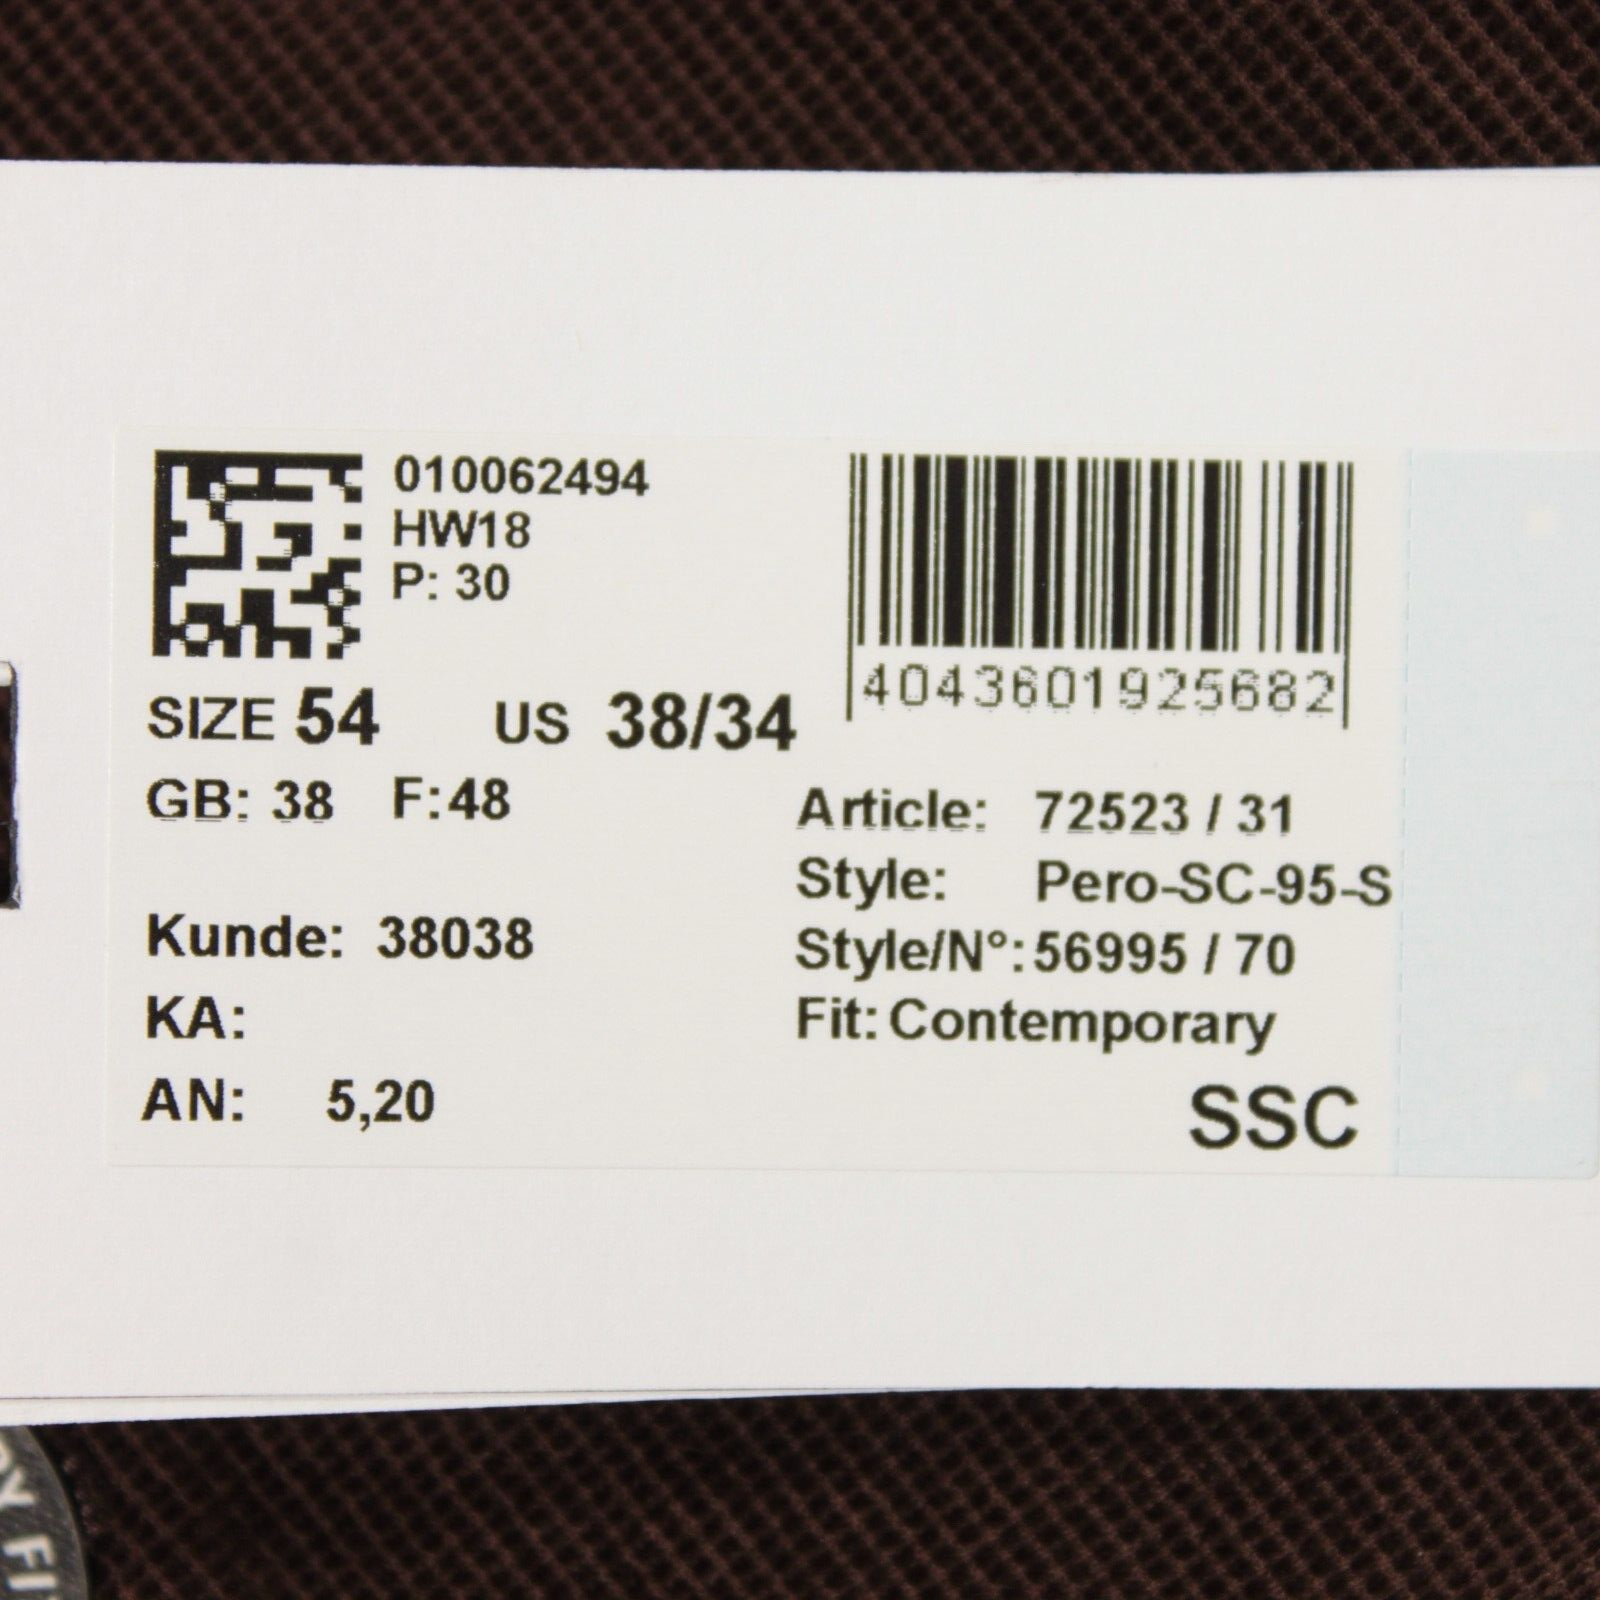 010062494
HW18
P: 30
4043601925682
SIZE 54 US 38/34
GB: 38 F:48
Kunde: 38038
KA:
AN: 5,20
Article: 72523 / 31
Style: Pero-SC-95-S
Style/N°:56995 / 70
Fit: Contemporary
SSC